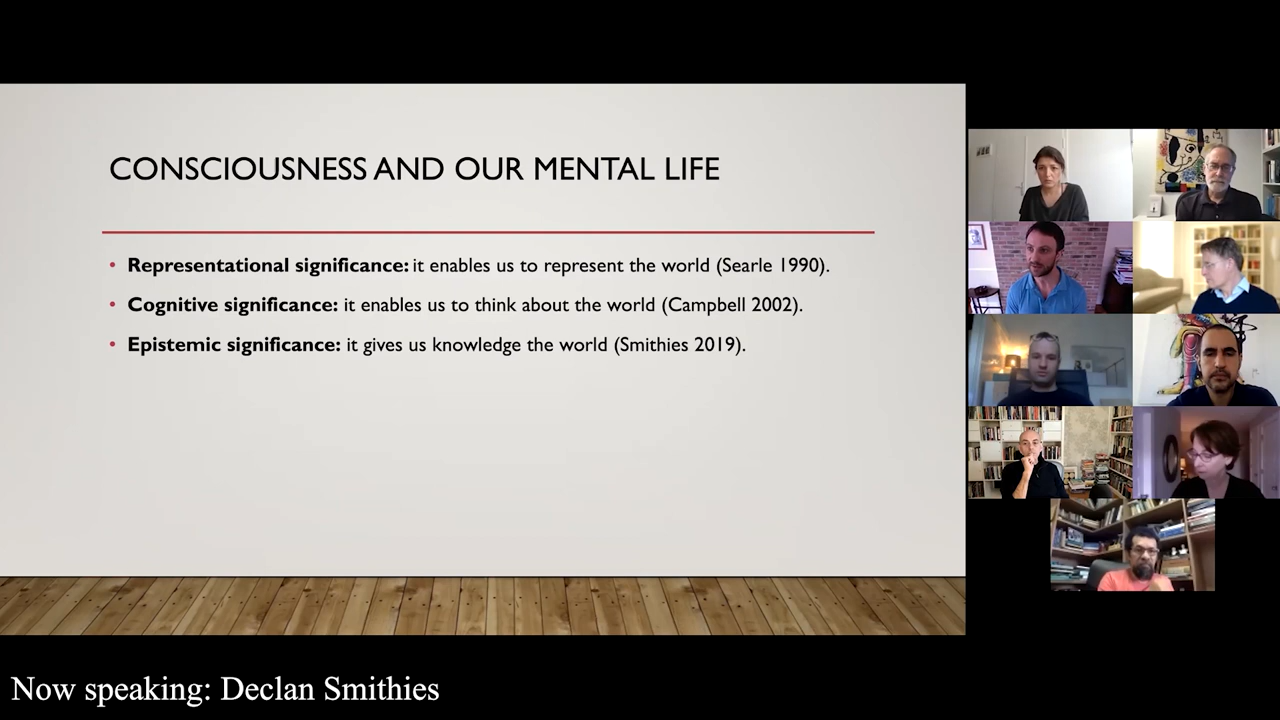 CONSCIOUSNESS AND OUR MENTAL LIFE
• Representational significance: it enables us to represent the world (Searle 1990).
• Cognitive significance: it enables us to think about the world (Campbell 2002).
• Epistemic significance: it gives us knowledge the world (Smithies 2019).
Now speaking: Declan Smithies